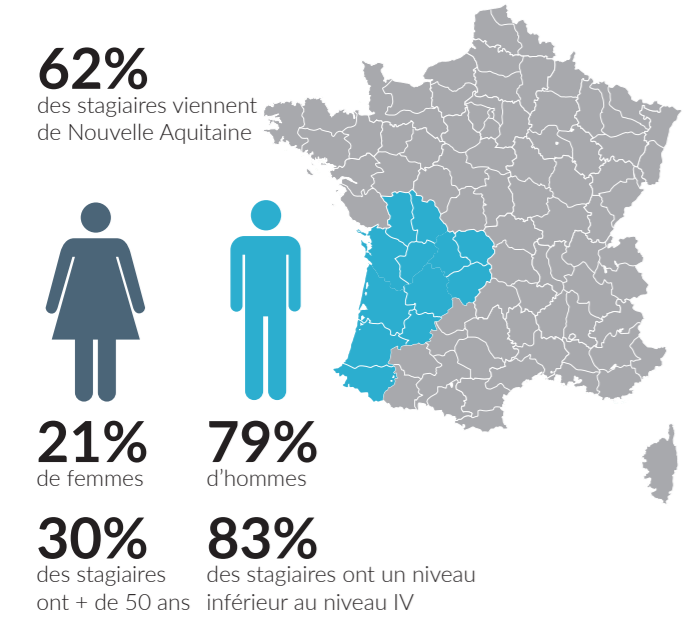 62%
des stagiaires viennent
de Nouvelle Aquitaine
21%
de femmes
79%
d’hommes
30%
des stagiaires
ont + de 50 ans
83%
des stagiaires ont un niveau
inférieur au niveau IV